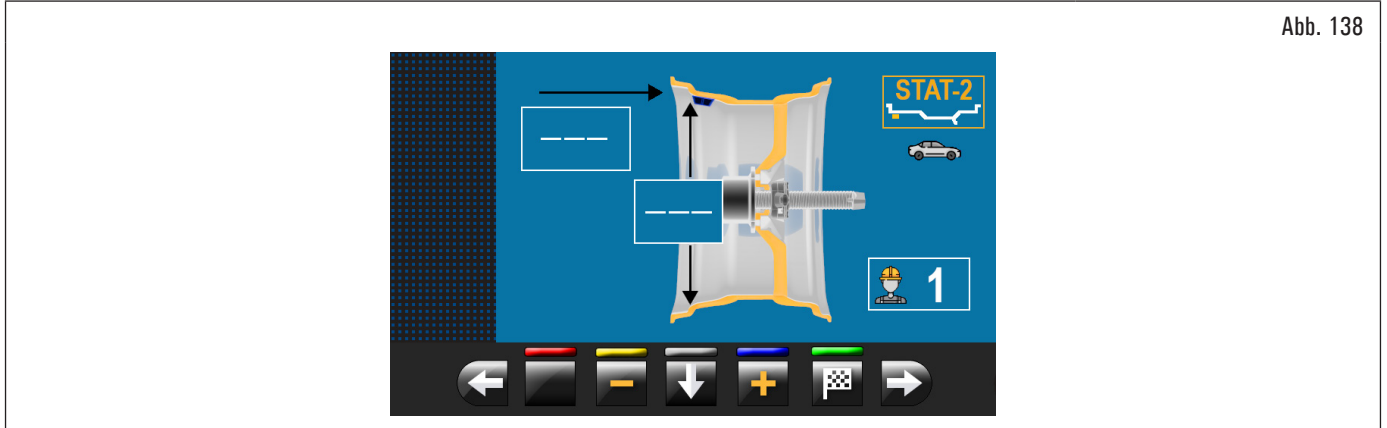 Abb. 138
STAT-2
———
———
1